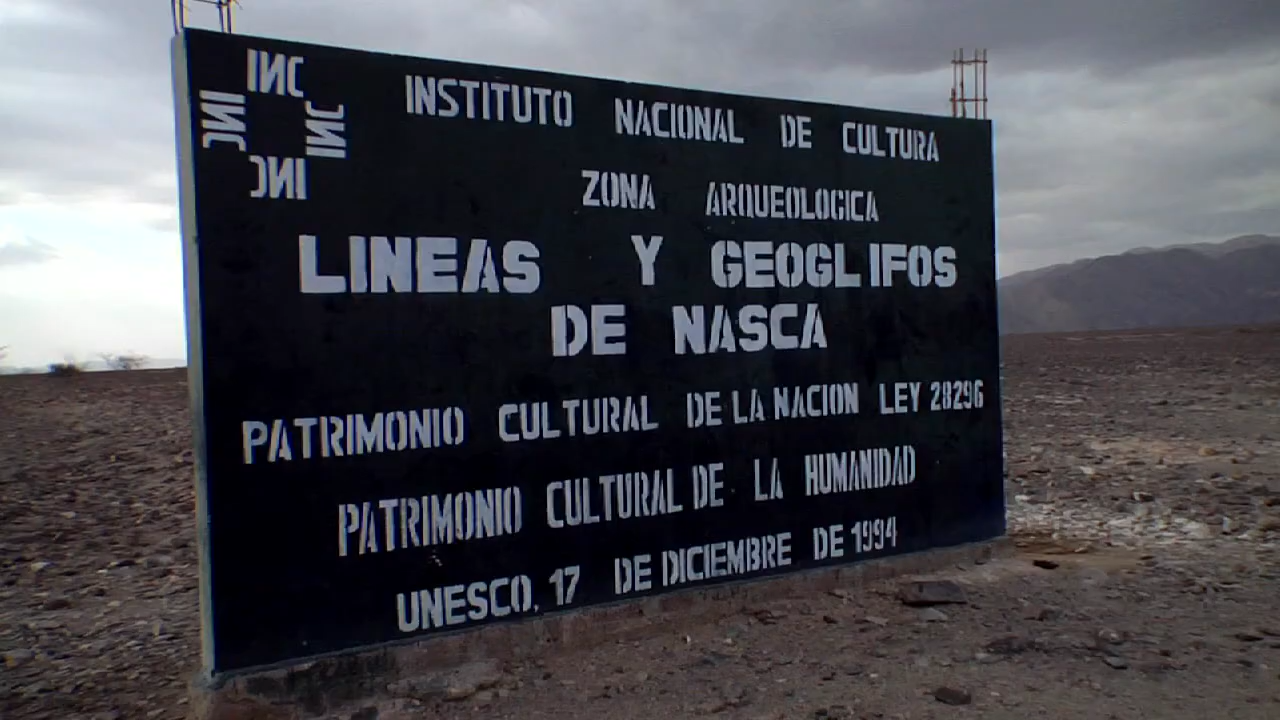 INC
INC
INC
INC
INSTITUTO NACIONAL DE CULTURA
ZONA ARQUEOLOGICA
LINEAS Y GEOGLIFOS
DE NASCA
PATRIMONIO CULTURAL DE LA NACION LEY 28296
PATRIMONIO CULTURAL DE LA HUMANIDAD
UNESCO, 17 DE DICIEMBRE DE 1994